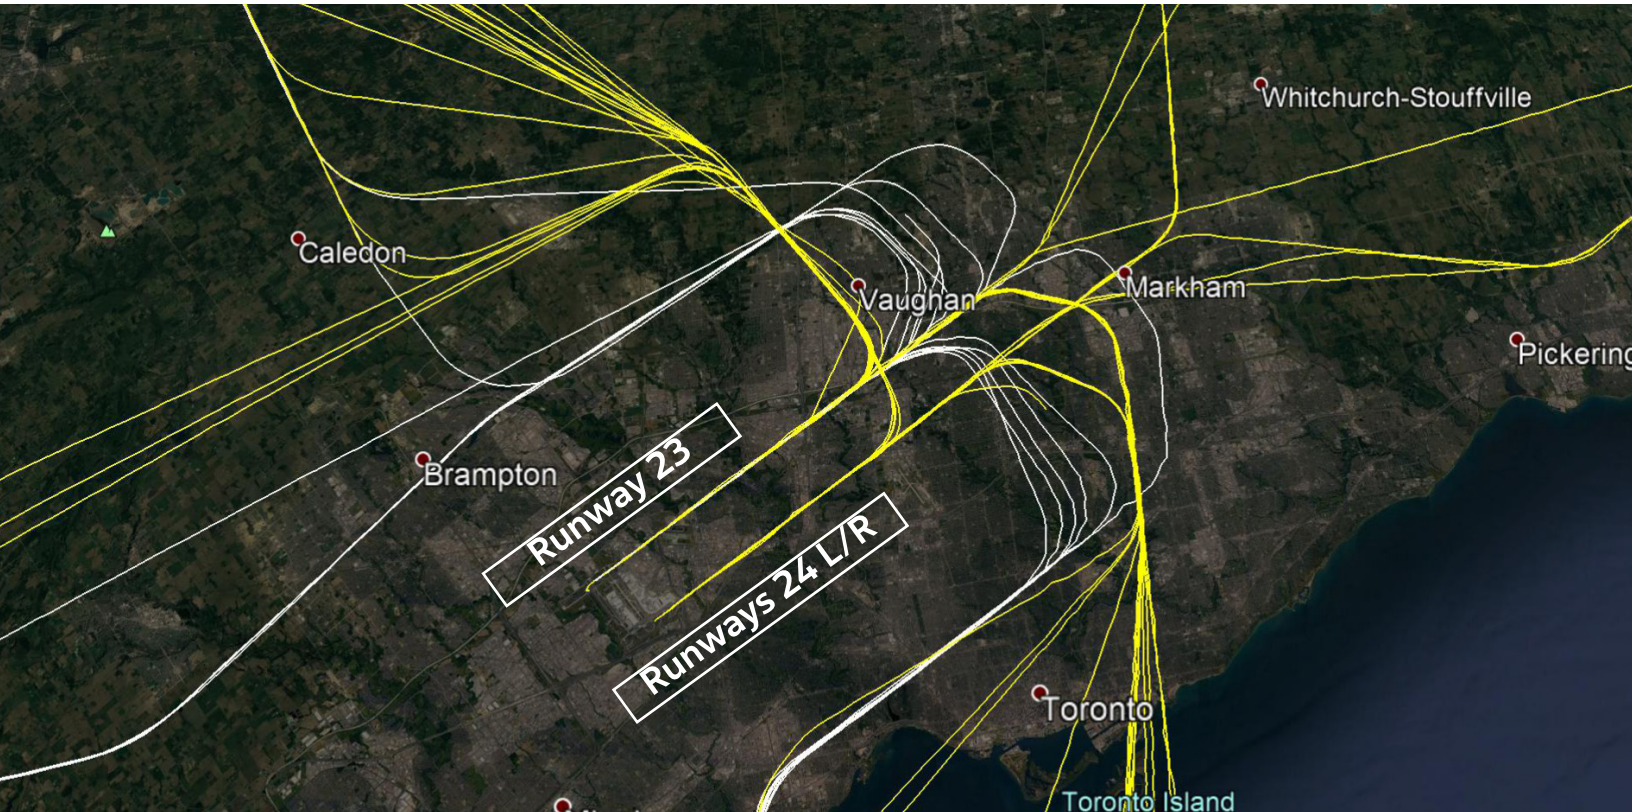 Whitchurch-Stouffville
Caledon
Vaughan
Markham
Pickering
Brampton
Runway 23
Runways 24 L/R
Toronto
Toronto Island